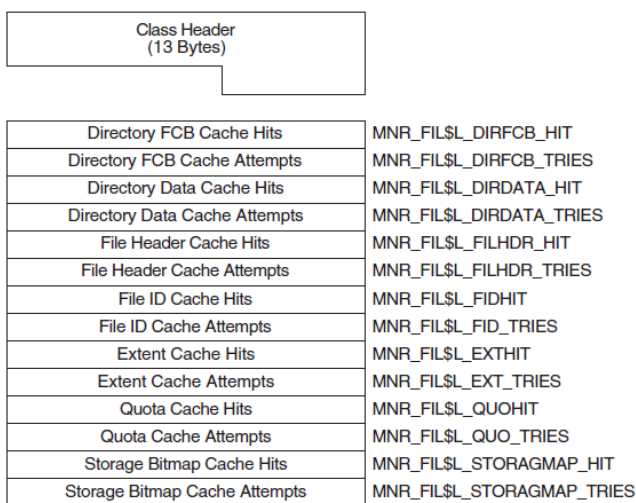 Class Header
(13 Bytes)
Directory FCB Cache Hits MNR_FIL$L_DIRFCB_HIT
Directory FCB Cache Attempts MNR_FIL$L_DIRFCB_TRIES
Directory Data Cache Hits MNR_FIL$L_DIRDATA_HIT
Directory Data Cache Attempts MNR_FIL$L_DIRDATA_TRIES
File Header Cache Hits MNR_FIL$L_FILHDR_HIT
File Header Cache Attempts MNR_FIL$L_FILHDR_TRIES
File ID Cache Hits MNR_FIL$L_FIDHIT
File ID Cache Attempts MNR_FIL$L_FID_TRIES
Extent Cache Hits MNR_FIL$L_EXTHIT
Extent Cache Attempts MNR_FIL$L_EXT_TRIES
Quota Cache Hits MNR_FIL$L_QUOHIT
Quota Cache Attempts MNR_FIL$L_QUO_TRIES
Storage Bitmap Cache Hits MNR_FIL$L_STORAGMAP_HIT
Storage Bitmap Cache Attempts MNR_FIL$L_STORAGMAP_TRIES